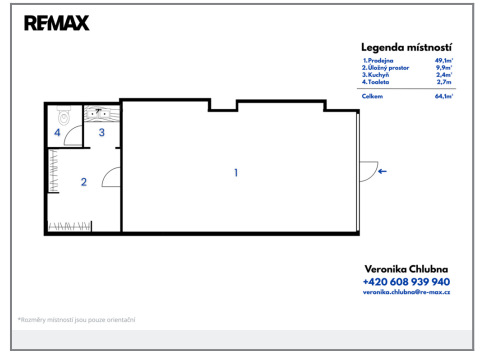 RE/MAX
Legenda místností
1. Prodejna 49,1m²
2. Úložný prostor 9,9m²
3. Kuchyň 2,4m²
4. Toaleta 2,7m
Celkem 64,1m²
4
3
2
1
Veronika Chlubna
+420 608 939 940
veronika.chlubna@re-max.cz
*Rozměry místností jsou pouze orientační